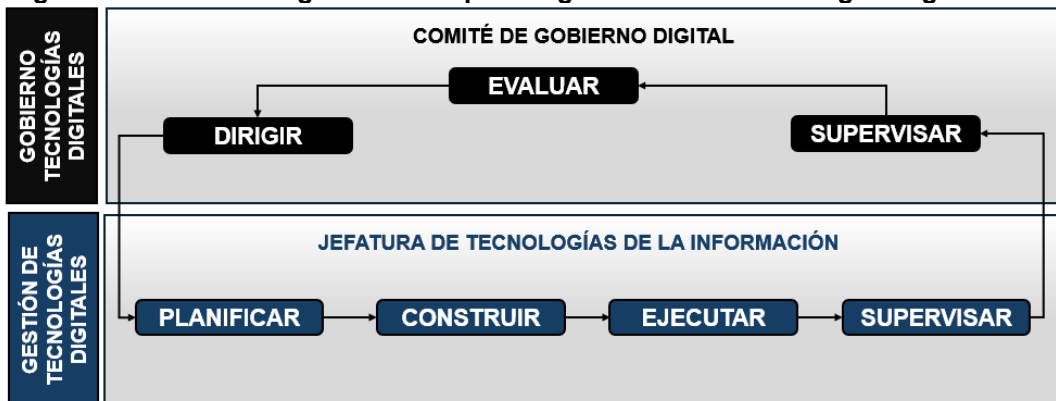 GOBIERNO
TECNOLOGÍAS
DIGITALES
COMITÉ DE GOBIERNO DIGITAL
EVALUAR
DIRIGIR
SUPERVISAR
GESTIÓN DE
TECNOLOGÍAS
DIGITALES
JEFATURA DE TECNOLOGÍAS DE LA INFORMACIÓN
PLANIFICAR
CONSTRUIR
EJECUTAR
SUPERVISAR